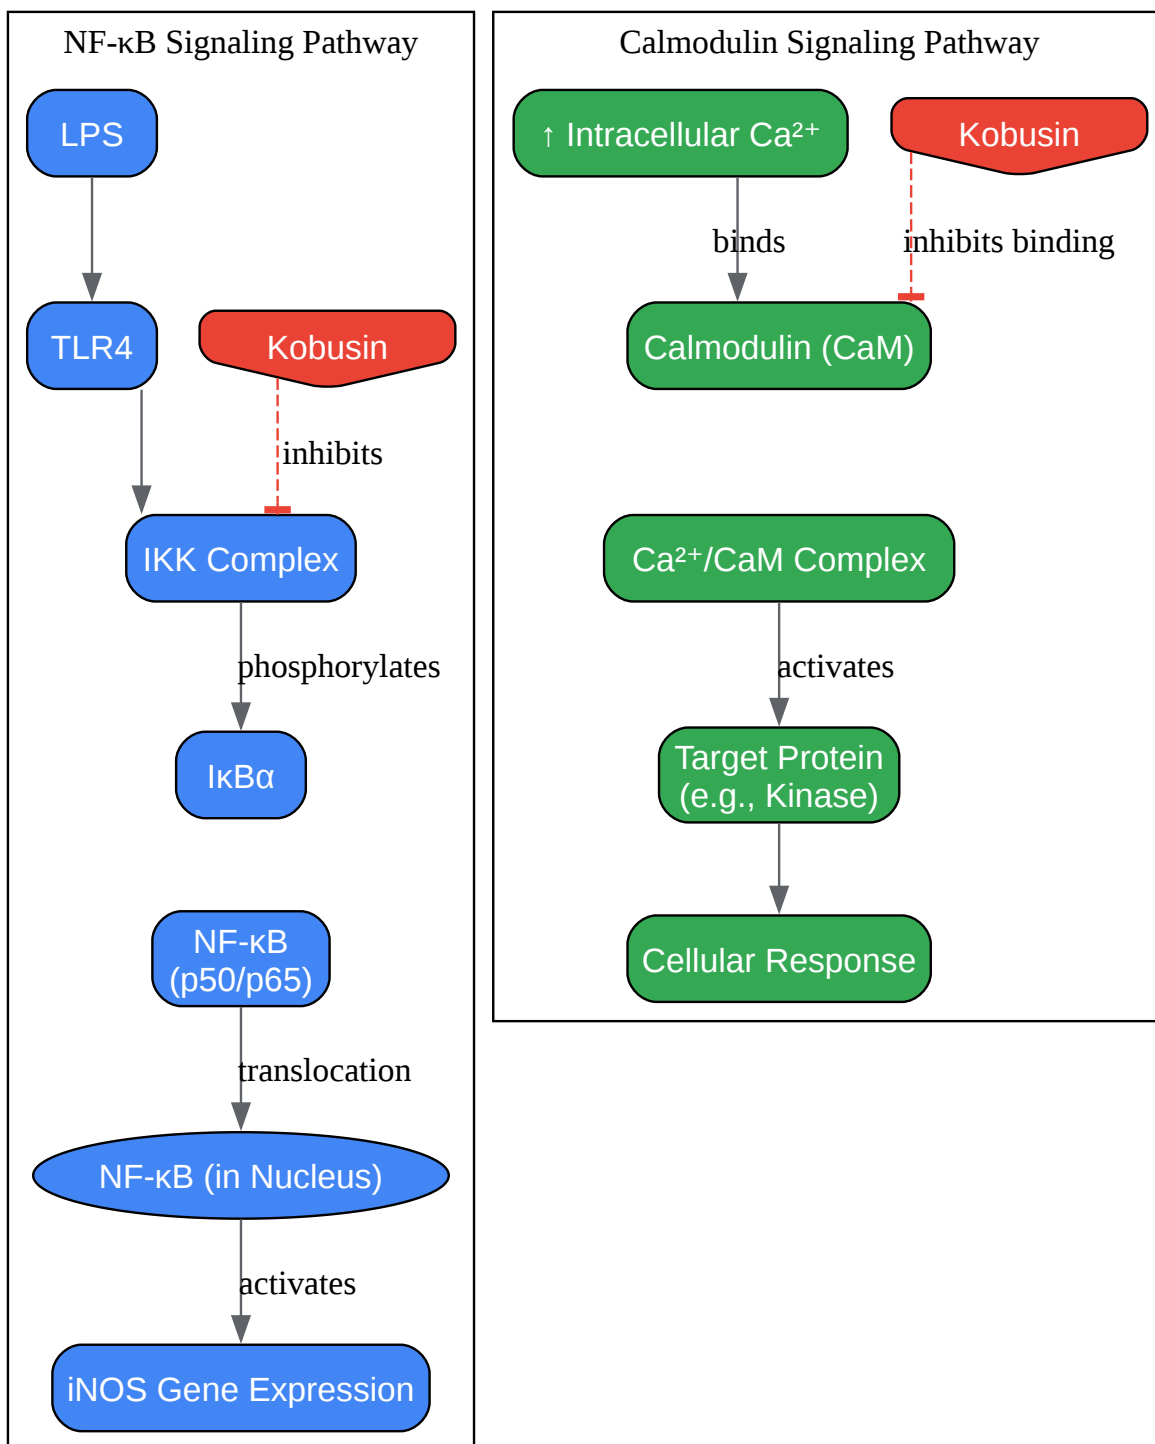 NF-κB Signaling Pathway
LPS
TLR4
Kobusin
inhibits
IKK Complex
phosphorylates
IκBα
NF-κB
(p50/p65)
translocation
NF-κB (in Nucleus)
activates
iNOS Gene Expression
Calmodulin Signaling Pathway
↑ Intracellular Ca²⁺
Kobusin
binds
inhibits binding
Calmodulin (CaM)
Ca²⁺/CaM Complex
activates
Target Protein
(e.g., Kinase)
Cellular Response